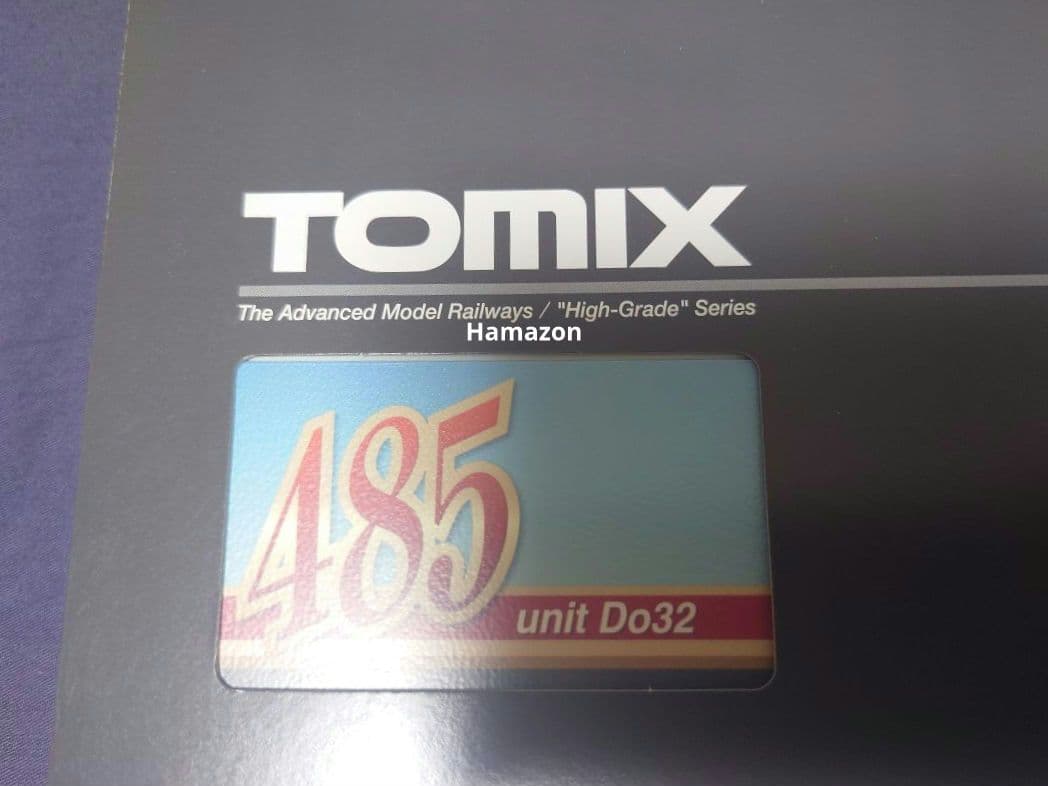 TOMIX
The Advanced Model Railways / "High-Grade" Series
Hamazon
485
unit Do32